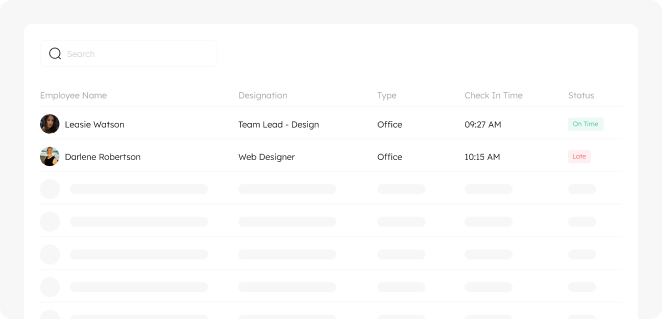 Search
Employee Name Designation Type Check In Time Status
Leasie Watson Team Lead - Design Office 09:27 AM On Time
Darlene Robertson Web Designer Office 10:15 AM Late